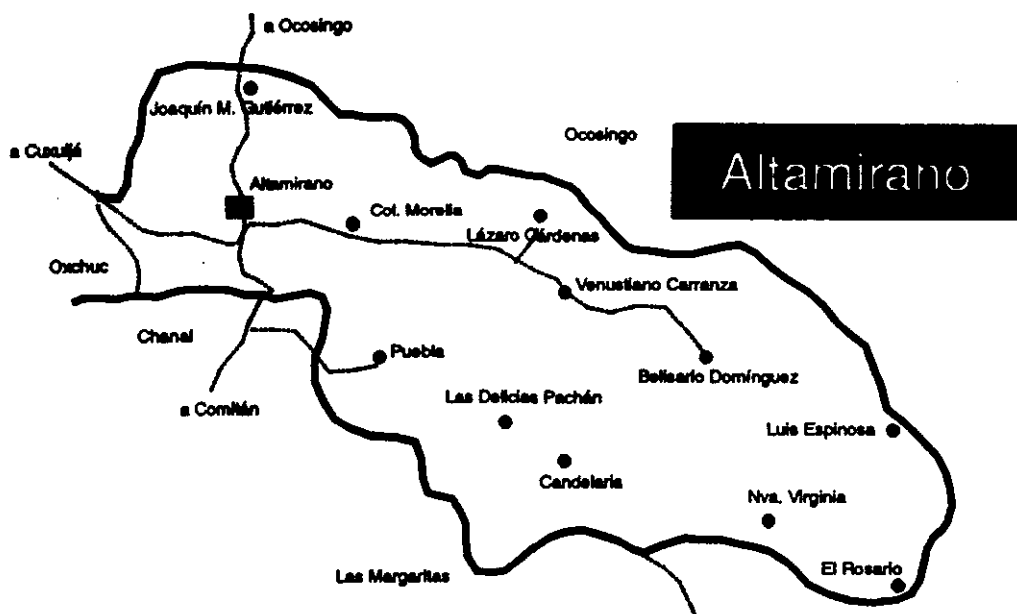 a Ocosingo
Joaquín M. Gutiérrez
Ocosingo
a Cuxuljá
Altamirano
Altamirano
Col. Morelia
Lázaro Cárdenas
Oxchuc
Venustiano Carranza
Chanal
Puebla
Belisario Domínguez
a Comitán
Las Delicias Pachán
Luis Espinosa
Candelaria
Nva. Virginia
Las Margaritas
El Rosario